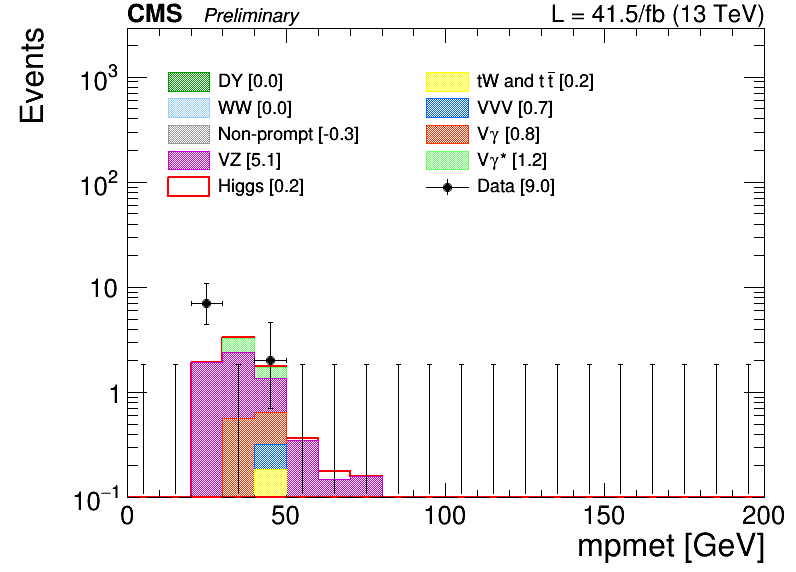 CMS Preliminary L = 41.5/fb (13 TeV)
Events
DY [0.0] tW and tt̅ [0.2]
WW [0.0] VVV [0.7]
Non-prompt [-0.3] Vγ [0.8]
VZ [5.1] Vγ* [1.2]
Higgs [0.2] Data [9.0]
10³
10²
10
1
10⁻¹
0 50 100 150 200
mpmet [GeV]